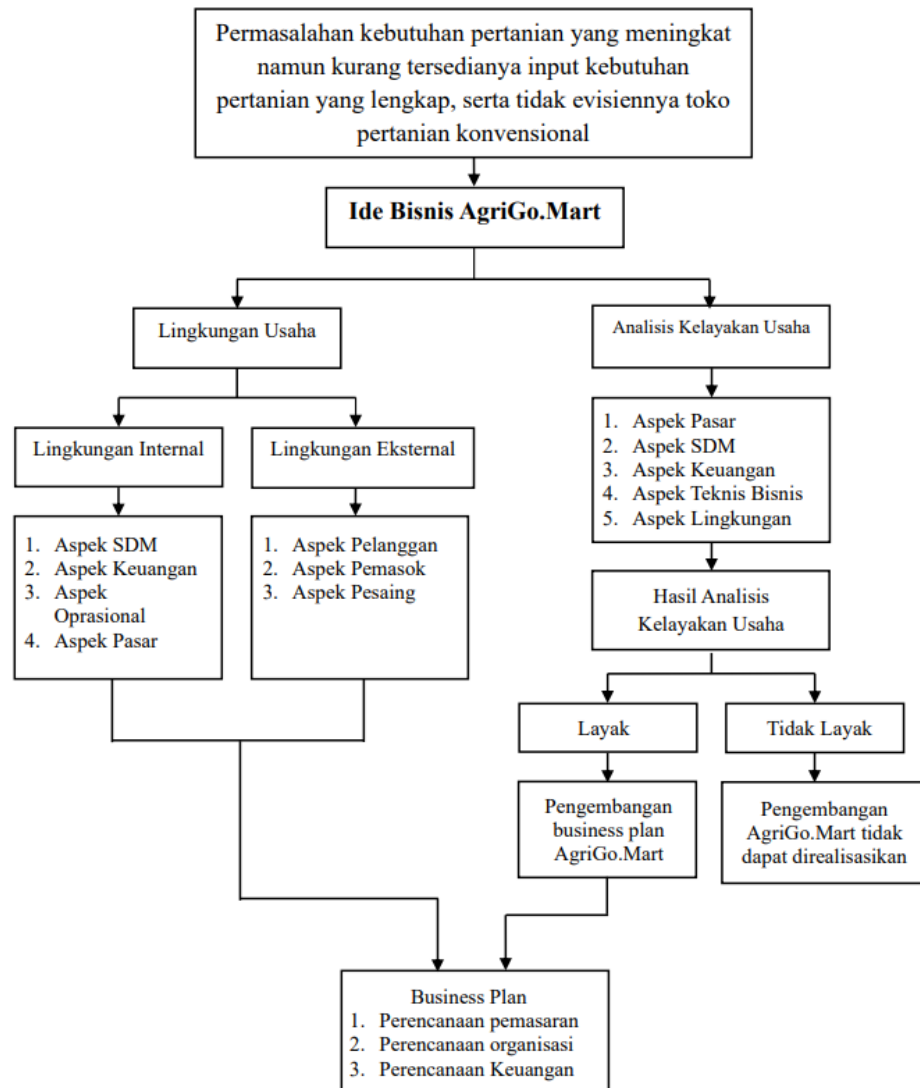 Permasalahan kebutuhan pertanian yang meningkat
namun kurang tersedianya input kebutuhan
pertanian yang lengkap, serta tidak evisiennya toko
pertanian konvensional
Ide Bisnis AgriGo.Mart
Lingkungan Usaha
Analisis Kelayakan Usaha
Lingkungan Internal
Lingkungan Eksternal
1. Aspek Pasar
2. Aspek SDM
3. Aspek Keuangan
4. Aspek Teknis Bisnis
5. Aspek Lingkungan
1. Aspek SDM
2. Aspek Keuangan
3. Aspek
Oprasional
4. Aspek Pasar
1. Aspek Pelanggan
2. Aspek Pemasok
3. Aspek Pesaing
Hasil Analisis
Kelayakan Usaha
Layak
Tidak Layak
Pengembangan
business plan
AgriGo.Mart
Pengembangan
AgriGo.Mart tidak
dapat direalisasikan
Business Plan
1. Perencanaan pemasaran
2. Perencanaan organisasi
3. Perencanaan Keuangan